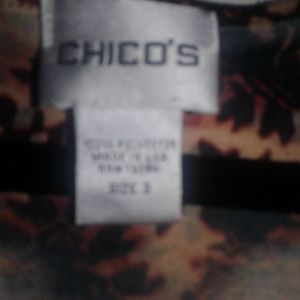 CHICO'S
100% POLYESTER
MADE IN USA
SIZE 3